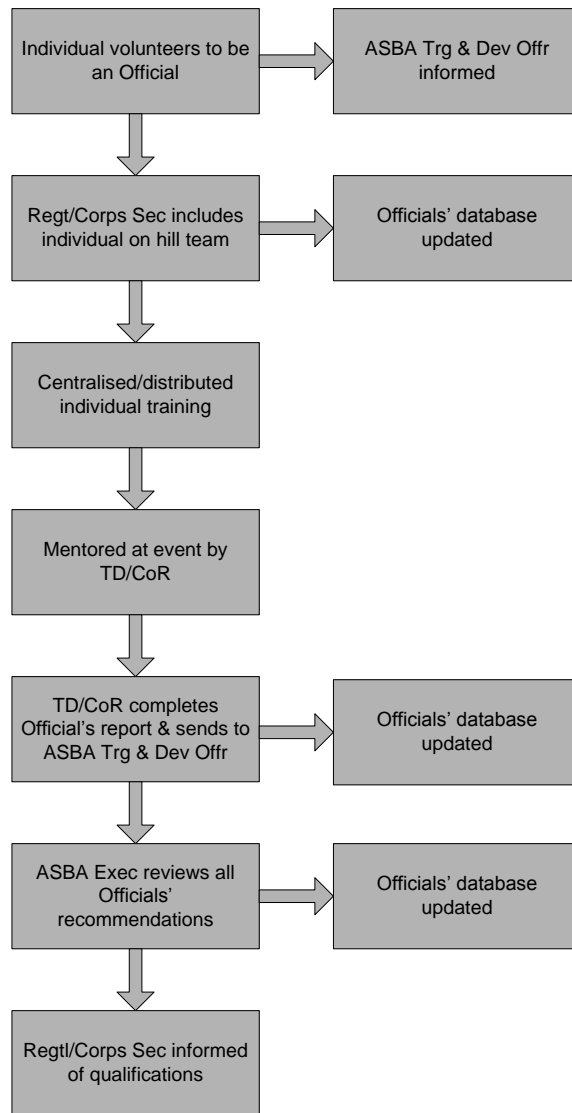 Individual volunteers to be
an Official
ASBA Trg & Dev Offr
informed
Regt/Corps Sec includes
individual on hill team
Officials’ database
updated
Centralised/distributed
individual training
Mentored at event by
TD/CoR
TD/CoR completes
Official’s report & sends to
ASBA Trg & Dev Offr
Officials’ database
updated
ASBA Exec reviews all
Officials’
recommendations
Officials’ database
updated
Regtl/Corps Sec informed
of qualifications